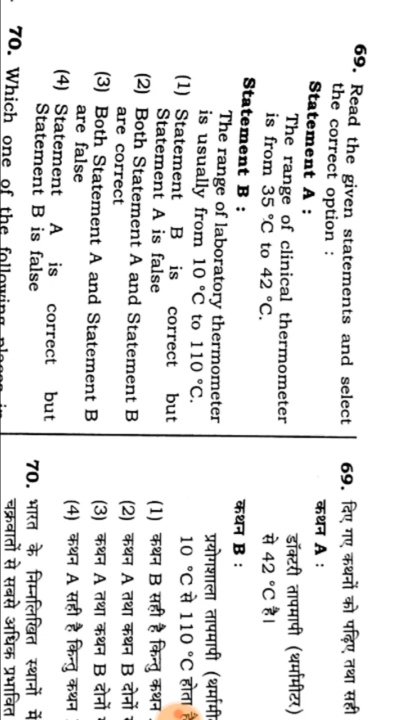 69. Read the given statements and select
the correct option :
Statement A :
The range of clinical thermometer
is from 35 °C to 42 °C.
Statement B :
The range of laboratory thermometer
is usually from 10 °C to 110 °C.
(1) Statement B is correct but
Statement A is false
(2) Both Statement A and Statement B
are correct
(3) Both Statement A and Statement B
are false
(4) Statement A is correct but
Statement B is false
70. Which one of the following places in
69. दिए गए कथनों को पढ़िए तथा सही
कथन A :
डॉक्टरी तापमापी (थर्मामीटर)
से 42 °C है।
कथन B :
प्रयोगशाला तापमापी (थर्मामी
10 °C से 110 °C होता
(1) कथन B सही है किन्तु कथन
(2) कथन A तथा कथन B दोनों
(3) कथन A तथा कथन B दोनों
(4) कथन A सही है किन्तु कथन
70. भारत के निम्नलिखित स्थानों में
चक्रवातों से सबसे अधिक प्रभावित